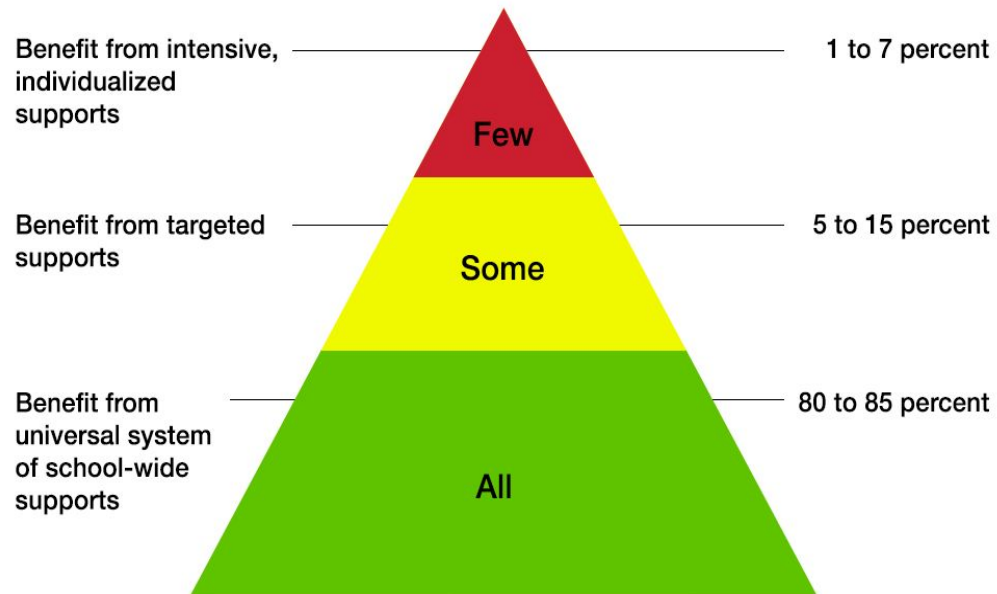 Benefit from intensive,
individualized
supports
1 to 7 percent
Few
Benefit from targeted
supports
5 to 15 percent
Some
Benefit from
universal system
of school-wide
supports
80 to 85 percent
All